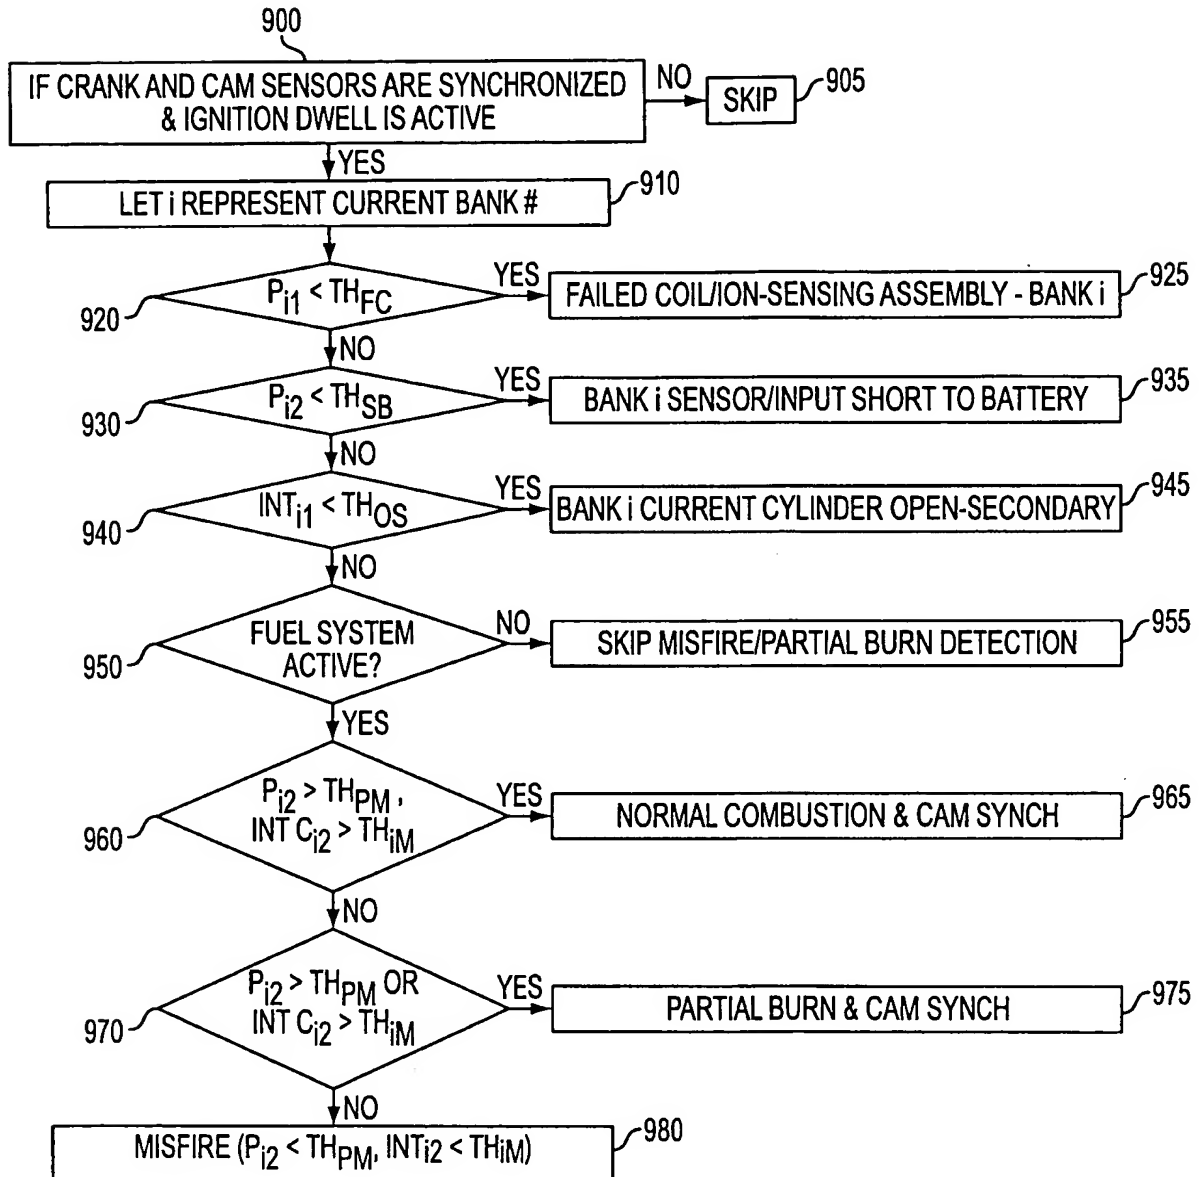 900
IF CRANK AND CAM SENSORS ARE SYNCHRONIZED
& IGNITION DWELL IS ACTIVE
NO
SKIP
905
YES
LET i REPRESENT CURRENT BANK #
910
Pi1 < THFC
920
YES
FAILED COIL/ION-SENSING ASSEMBLY - BANK i
925
NO
Pi2 < THSB
930
YES
BANK i SENSOR/INPUT SHORT TO BATTERY
935
NO
INTi1 < THOS
940
YES
BANK i CURRENT CYLINDER OPEN-SECONDARY
945
NO
FUEL SYSTEM
ACTIVE?
950
NO
SKIP MISFIRE/PARTIAL BURN DETECTION
955
YES
Pi2 > THPM,
INT Ci2 > THiM
960
YES
NORMAL COMBUSTION & CAM SYNCH
965
NO
Pi2 > THPM OR
INT Ci2 > THiM
970
YES
PARTIAL BURN & CAM SYNCH
975
NO
MISFIRE (Pi2 < THPM, INTi2 < THiM)
980